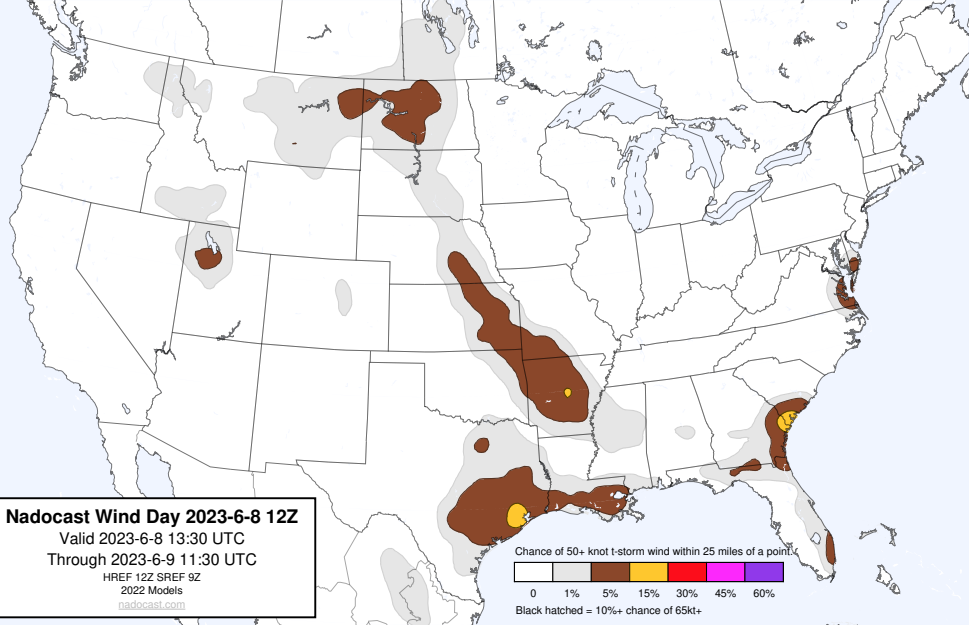 Nadocast Wind Day 2023-6-8 12Z
Valid 2023-6-8 13:30 UTC
Through 2023-6-9 11:30 UTC
HREF 12Z SREF 9Z
2022 Models
nadocast.com
Chance of 50+ knot t-storm wind within 25 miles of a point.
0 1% 5% 15% 30% 45% 60%
Black hatched = 10%+ chance of 65kt+